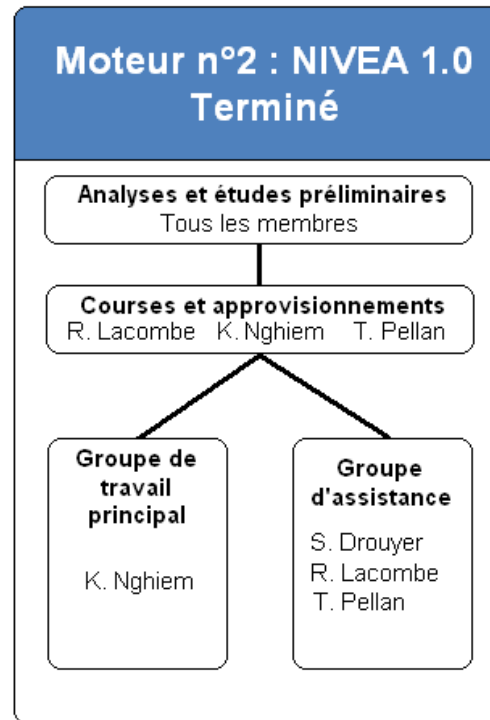 Moteur n°2 : NIVEA 1.0
Terminé
Analyses et études préliminaires
Tous les membres
Courses et approvisionnements
R. Lacombe K. Nghiem T. Pellan
Groupe de
travail
principal
K. Nghiem
Groupe
d'assistance
S. Drouyer
R. Lacombe
T. Pellan